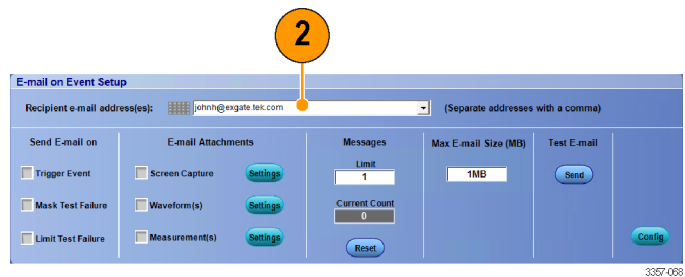 2
E-mail on Event Setup
Recipient e-mail address(es): johnh@exgate.tek.com (Separate addresses with a comma)
Send E-mail on E-mail Attachments Messages Max E-mail Size (MB) Test E-mail
Limit
Trigger Event Screen Capture Settings 1 1MB Send
Mask Test Failure Waveform(s) Settings Current Count
0
Limit Test Failure Measurement(s) Settings Reset Config
3357-068